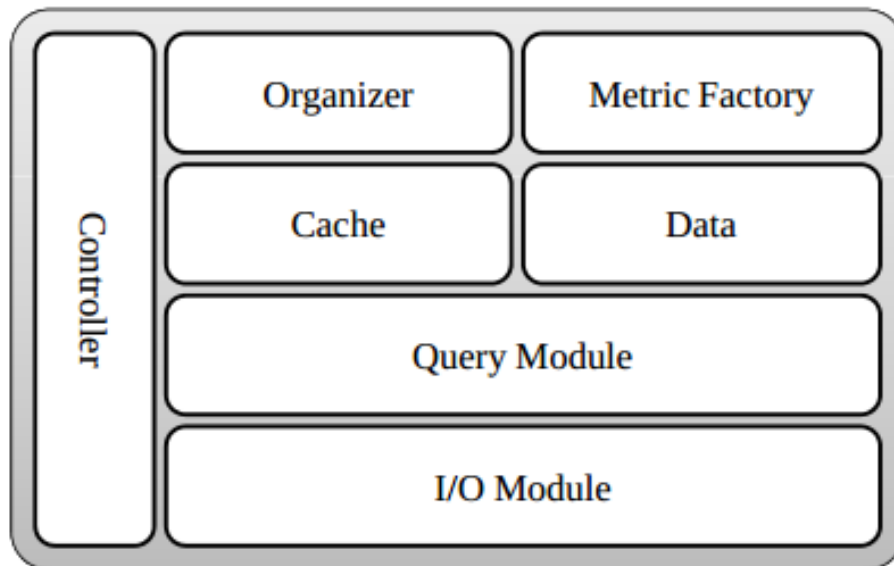 Controller
Organizer
Metric Factory
Cache
Data
Query Module
I/O Module